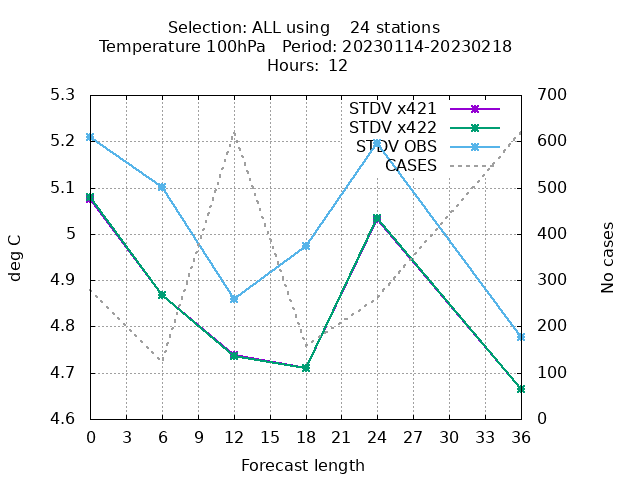 Selection: ALL using    24 stations
Temperature 100hPa   Period: 20230114-20230218
Hours:  12
5.3
5.2
5.1
5
4.9
4.8
4.7
4.6
deg C
700
600
500
400
300
200
100
0
No cases
STDV x421
STDV x422
STDV OBS
CASES
0 3 6 9 12 15 18 21 24 27 30 33 36
Forecast length